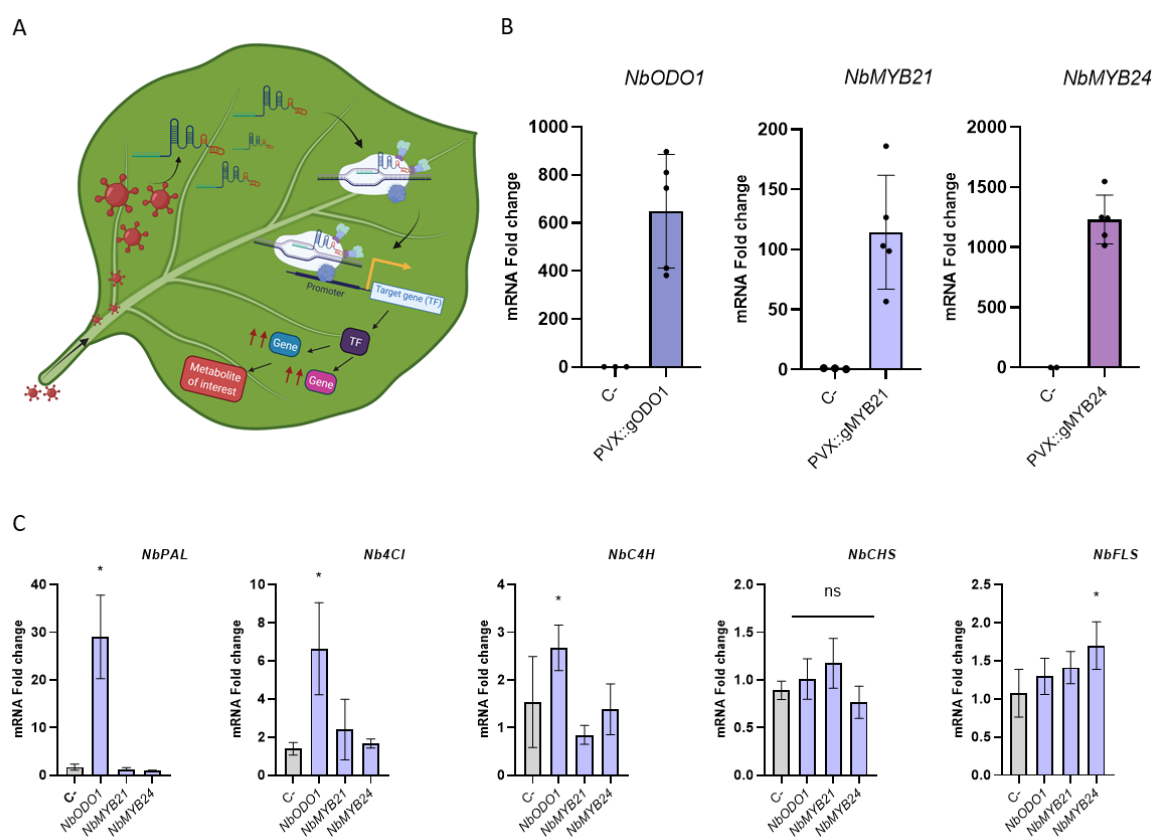 A
Promoter
Target gene (TF)
TF
Gene
Gene
Metabolite
of interest
B
NbODO1
mRNA Fold change
1000
800
600
400
200
0
C-
PVX::gODO1
NbMYB21
mRNA Fold change
200
150
100
50
0
C-
PVX::gMYB21
NbMYB24
mRNA Fold change
2000
1500
1000
500
0
C-
PVX::gMYB24
C
NbPAL
mRNA Fold change
40
30
20
10
0
*
C-
NbODO1
NbMYB21
NbMYB24
Nb4Cl
mRNA Fold change
10
8
6
4
2
0
*
C-
NbODO1
NbMYB21
NbMYB24
NbC4H
mRNA Fold change
4
3
2
1
0
*
C-
NbODO1
NbMYB21
NbMYB24
NbCHS
mRNA Fold change
2.0
1.5
1.0
0.5
0.0
ns
C-
NbODO1
NbMYB21
NbMYB24
NbFLS
mRNA Fold change
2.5
2.0
1.5
1.0
0.5
0.0
*
C-
NbODO1
NbMYB21
NbMYB24